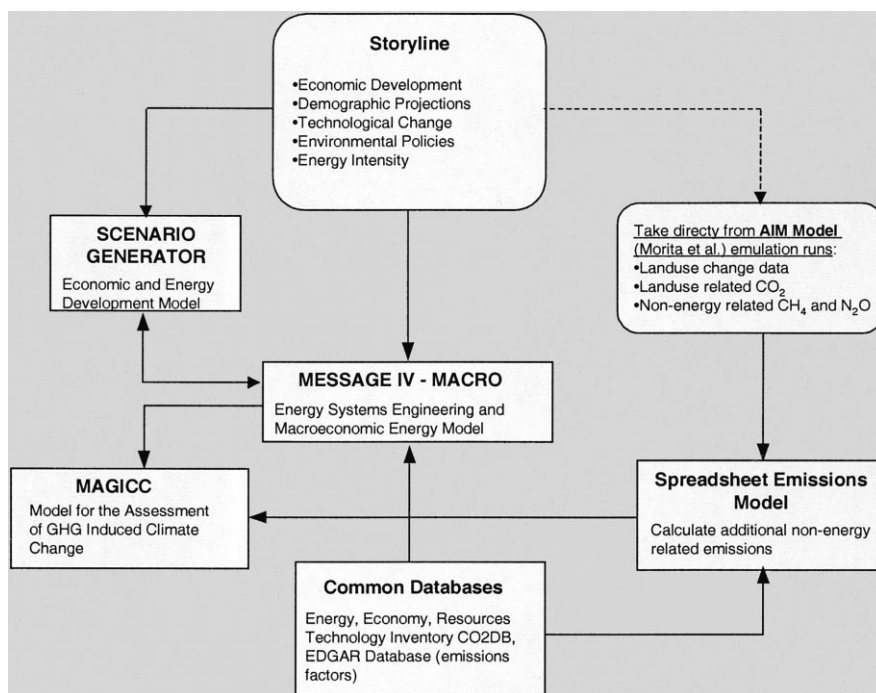 Storyline
•Economic Development
•Demographic Projections
•Technological Change
•Environmental Policies
•Energy Intensity
SCENARIO
GENERATOR
Economic and Energy
Development Model
Take directy from AIM Model
(Morita et al.) emulation runs:
•Landuse change data
•Landuse related CO₂
•Non-energy related CH₄ and N₂O
MESSAGE IV - MACRO
Energy Systems Engineering and
Macroeconomic Energy Model
MAGICC
Model for the Assessment
of GHG Induced Climate
Change
Spreadsheet Emissions
Model
Calculate additional non-energy
related emissions
Common Databases
Energy, Economy, Resources
Technology Inventory CO2DB,
EDGAR Database (emissions
factors)